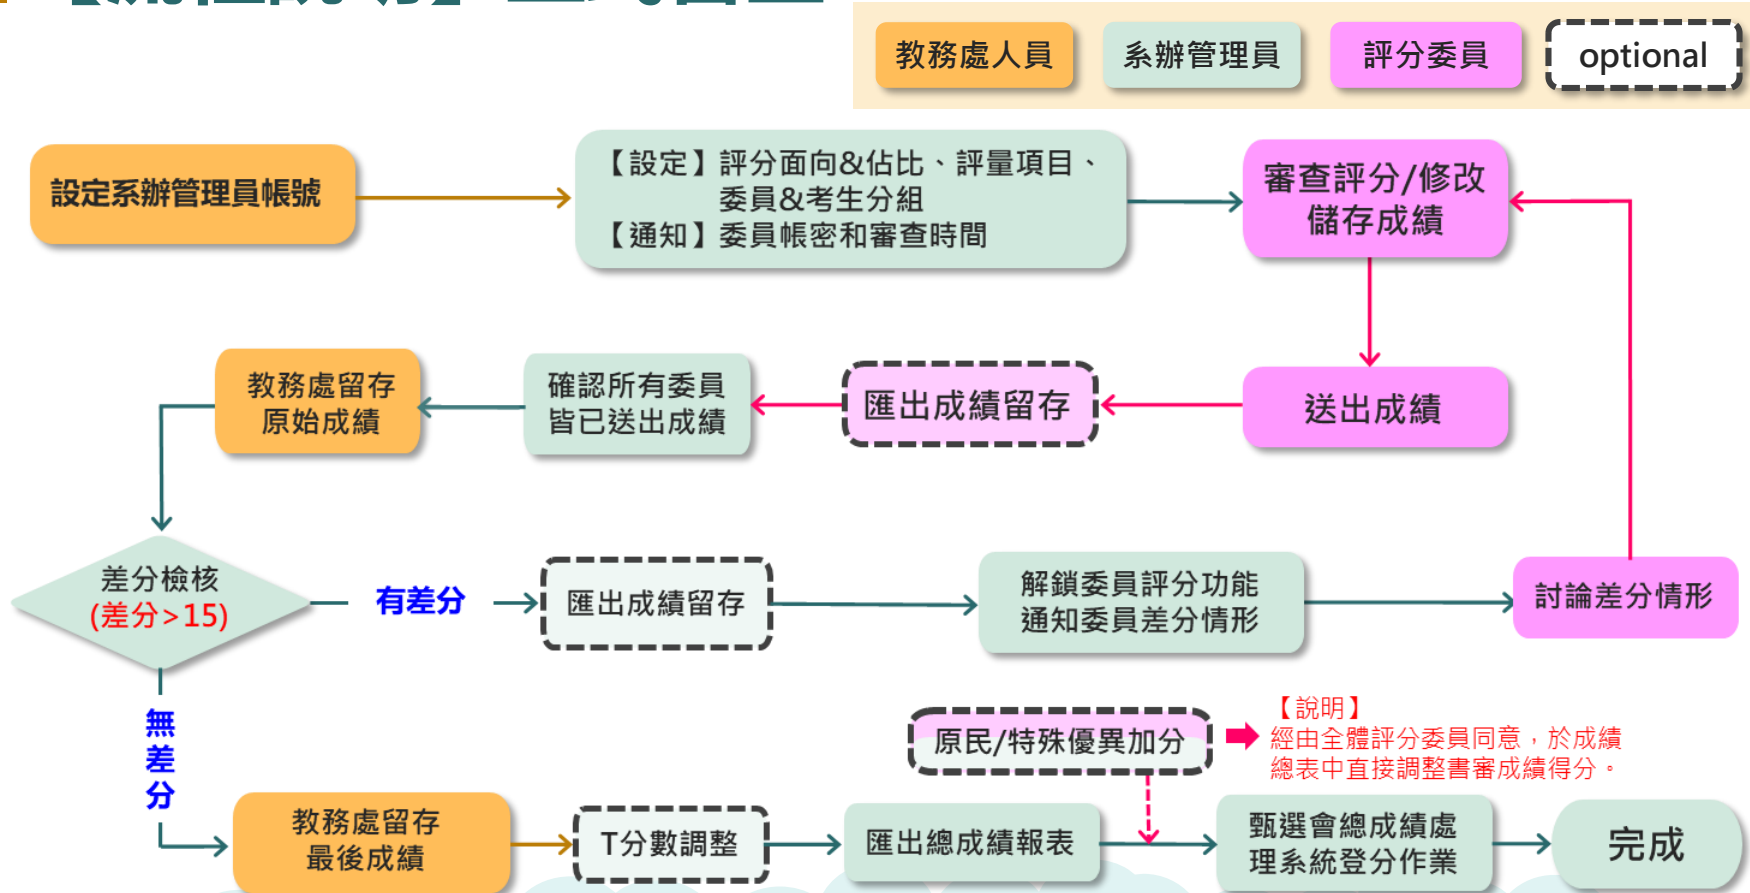 教務處人員
系辦管理員
評分委員
optional
設定系辦管理員帳號
【設定】評分面向&佔比、評量項目、
委員&考生分組
【通知】委員帳密和審查時間
審查評分/修改
儲存成績
送出成績
匯出成績留存
確認所有委員
皆已送出成績
教務處留存
原始成績
差分檢核
(差分>15)
有差分
匯出成績留存
解鎖委員評分功能
通知委員差分情形
討論差分情形
無
差
分
原民/特殊優異加分
【說明】
經由全體評分委員同意，於成績
總表中直接調整書審成績得分。
教務處留存
最後成績
T分數調整
匯出總成績報表
甄選會總成績處
理系統登分作業
完成